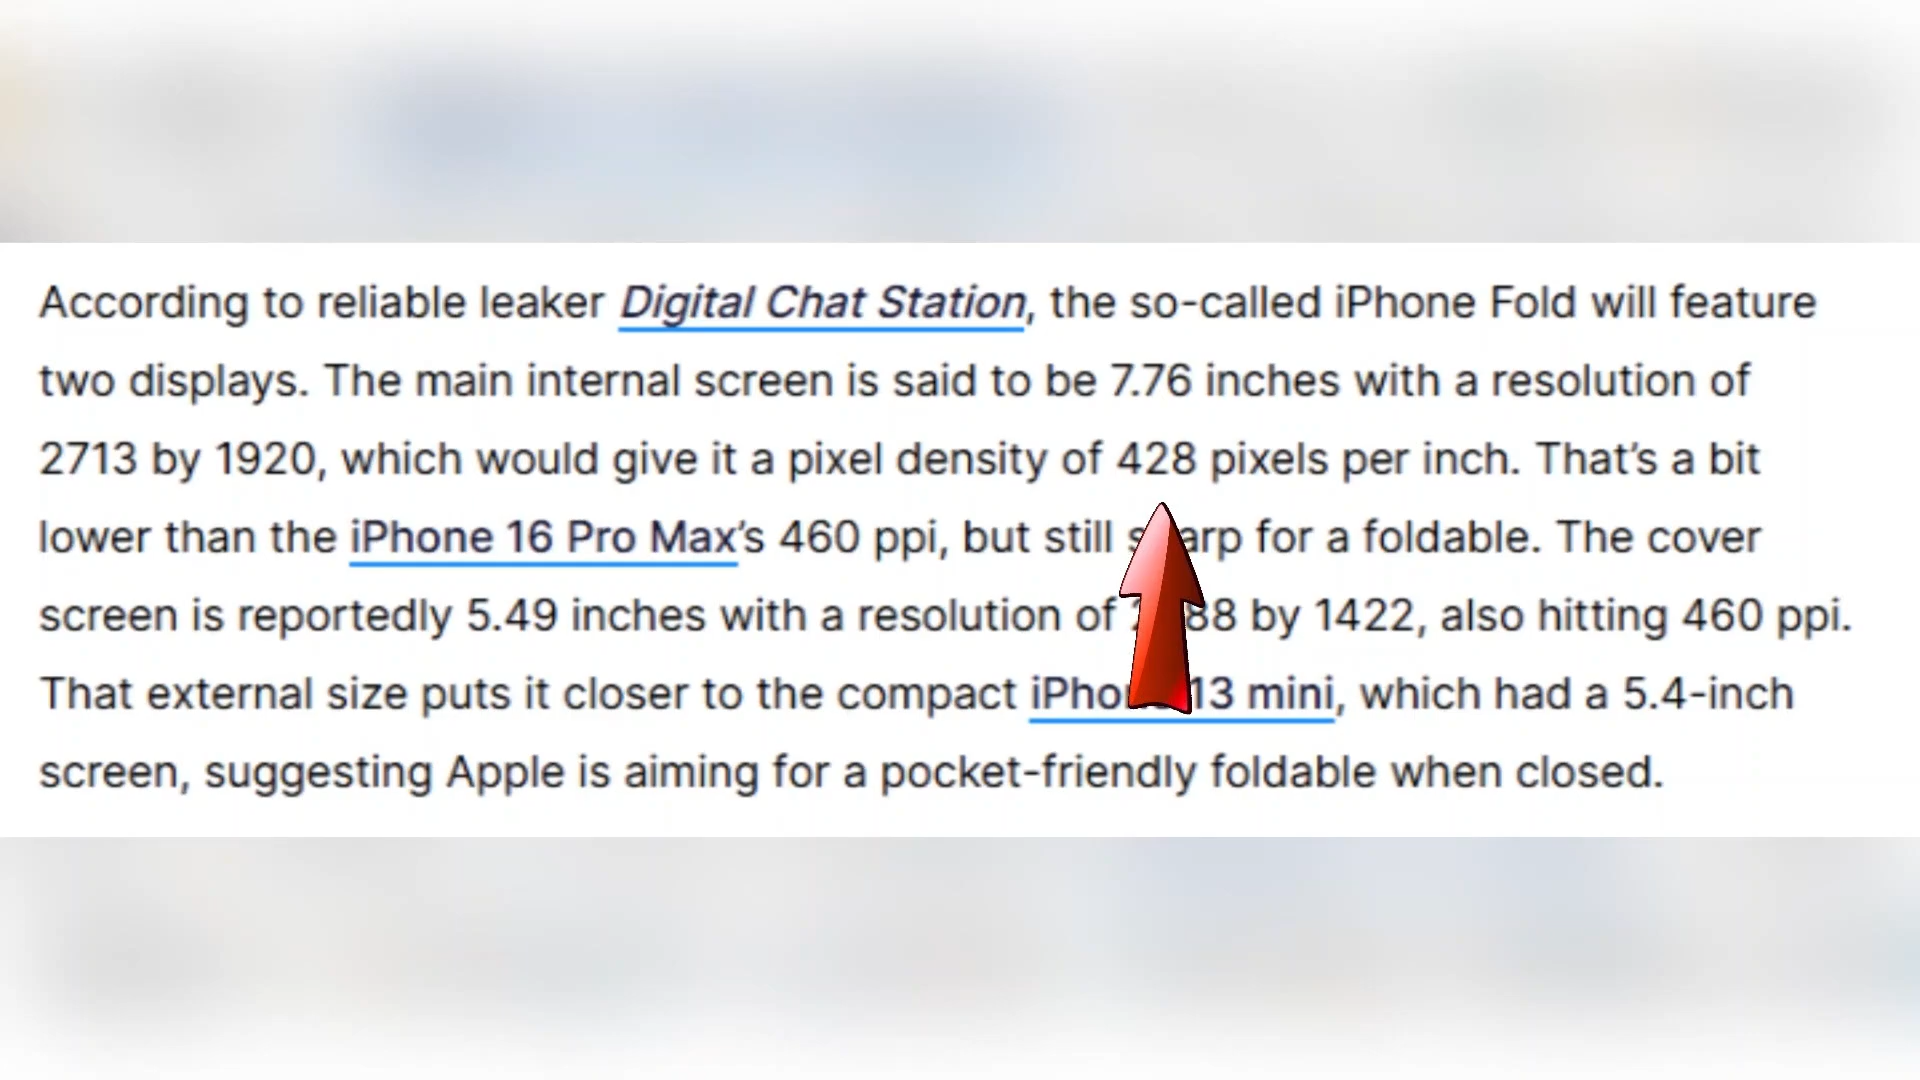 According to reliable leaker Digital Chat Station, the so-called iPhone Fold will feature
two displays. The main internal screen is said to be 7.76 inches with a resolution of
2713 by 1920, which would give it a pixel density of 428 pixels per inch. That’s a bit
lower than the iPhone 16 Pro Max’s 460 ppi, but still sharp for a foldable. The cover
screen is reportedly 5.49 inches with a resolution of by 1422, also hitting 460 ppi.
That external size puts it closer to the compact iPhone 13 mini, which had a 5.4-inch
screen, suggesting Apple is aiming for a pocket-friendly foldable when closed.